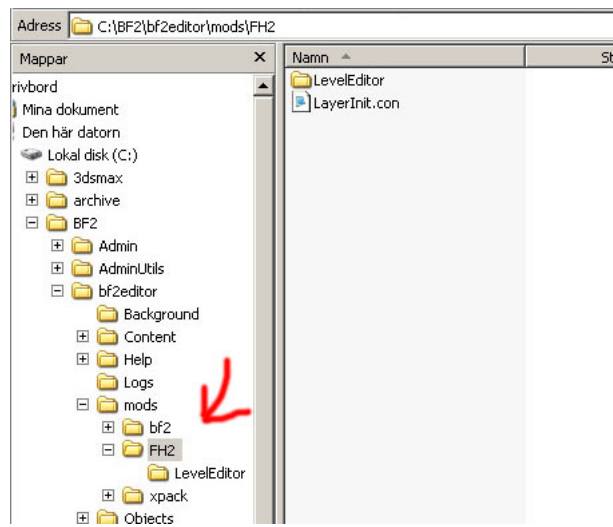 Adress C:\BF2\bf2editor\mods\FH2
Mappar
Namn
St
rivbord
Mina dokument
Den här datorn
Lokal disk (C:)
3dsmax
archive
BF2
Admin
AdminUtils
bf2editor
Background
Content
Help
Logs
mods
bf2
FH2
LevelEditor
xpack
Objects
LevelEditor
LayerInit.con